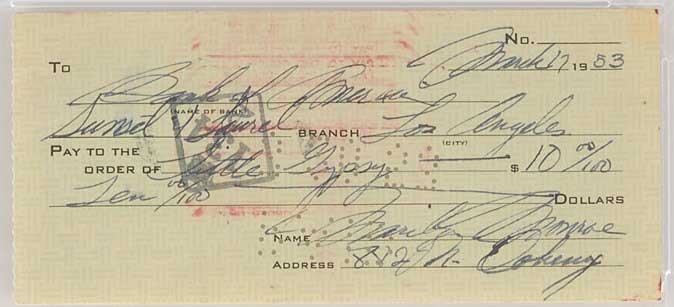 No.
March 17 1953
To Bank of America
(NAME OF BANK)
Sunset Laurel BRANCH Los Angeles
(CITY)
PAY TO THE
ORDER OF Little Gypsy $ 10 00/100
Ten 00/100 DOLLARS
NAME Marilyn Monroe
ADDRESS N. Doheny